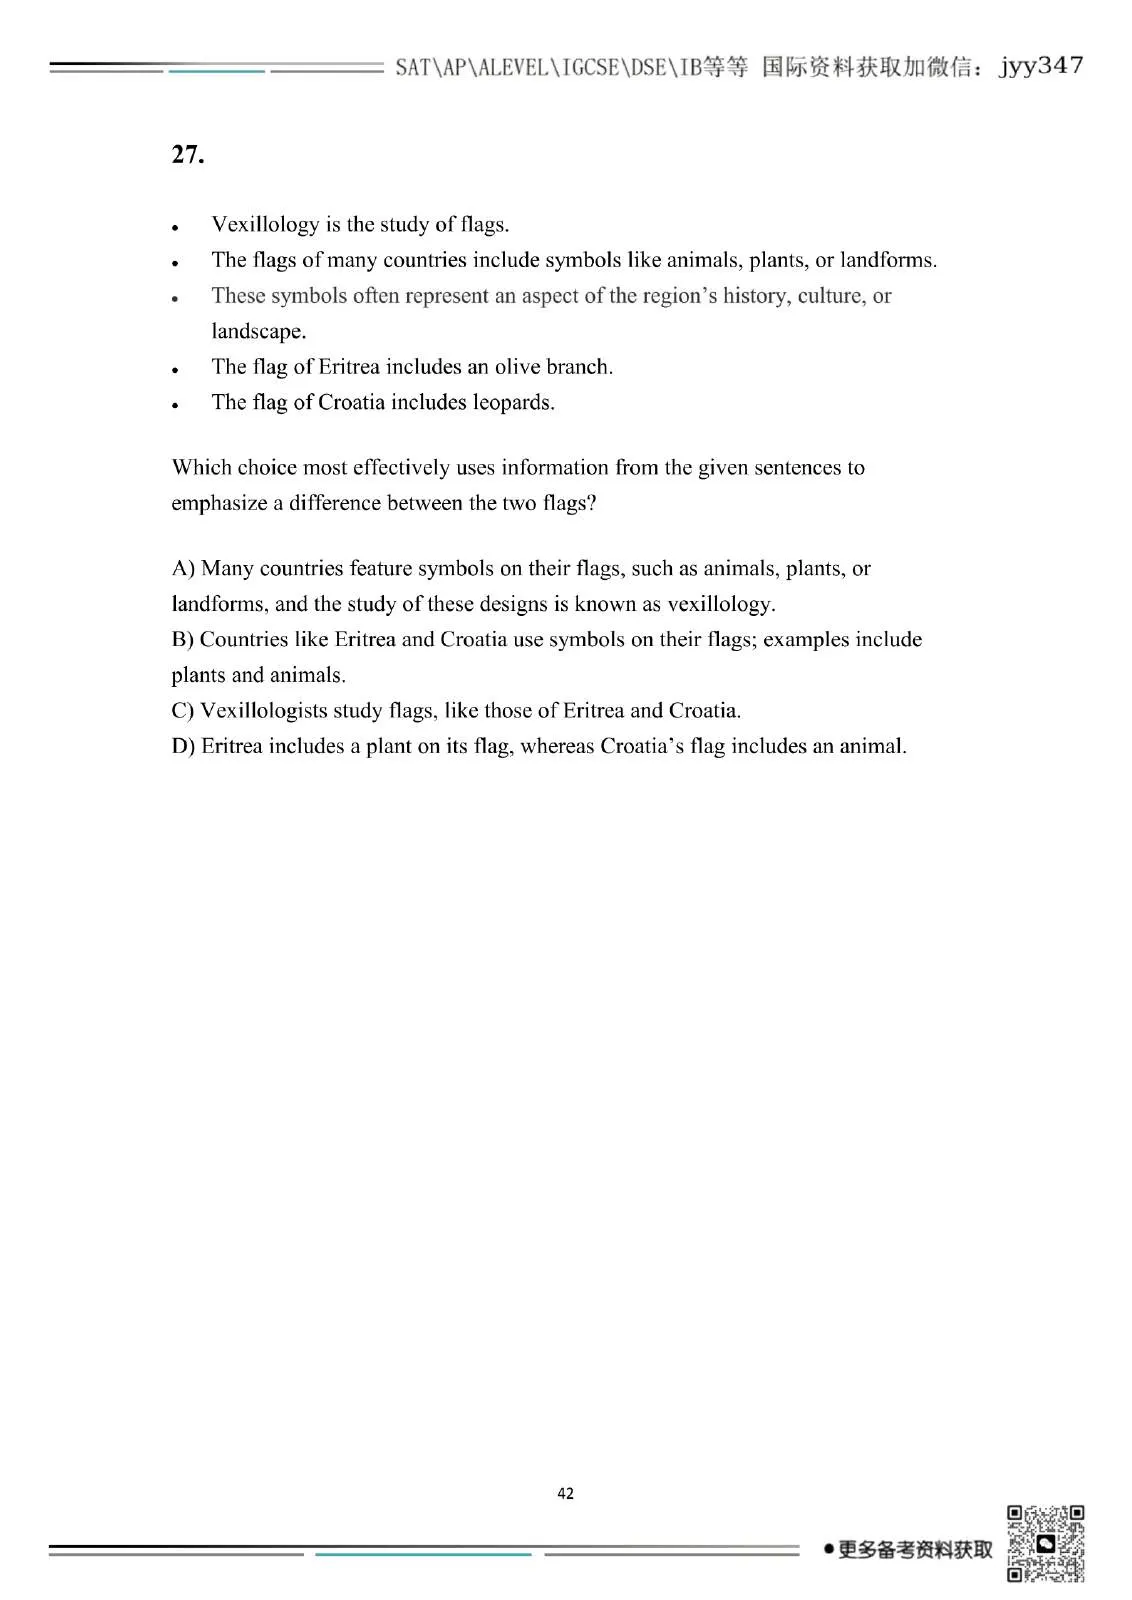 SAT\AP\ALEVEL\IGCSE\DSE\IB等等 国际资料获取加微信: jyy347
27.
• Vexillology is the study of flags.
• The flags of many countries include symbols like animals, plants, or landforms.
• These symbols often represent an aspect of the region’s history, culture, or
landscape.
• The flag of Eritrea includes an olive branch.
• The flag of Croatia includes leopards.
Which choice most effectively uses information from the given sentences to
emphasize a difference between the two flags?
A) Many countries feature symbols on their flags, such as animals, plants, or
landforms, and the study of these designs is known as vexillology.
B) Countries like Eritrea and Croatia use symbols on their flags; examples include
plants and animals.
C) Vexillologists study flags, like those of Eritrea and Croatia.
D) Eritrea includes a plant on its flag, whereas Croatia’s flag includes an animal.
42
•更多备考资料获取